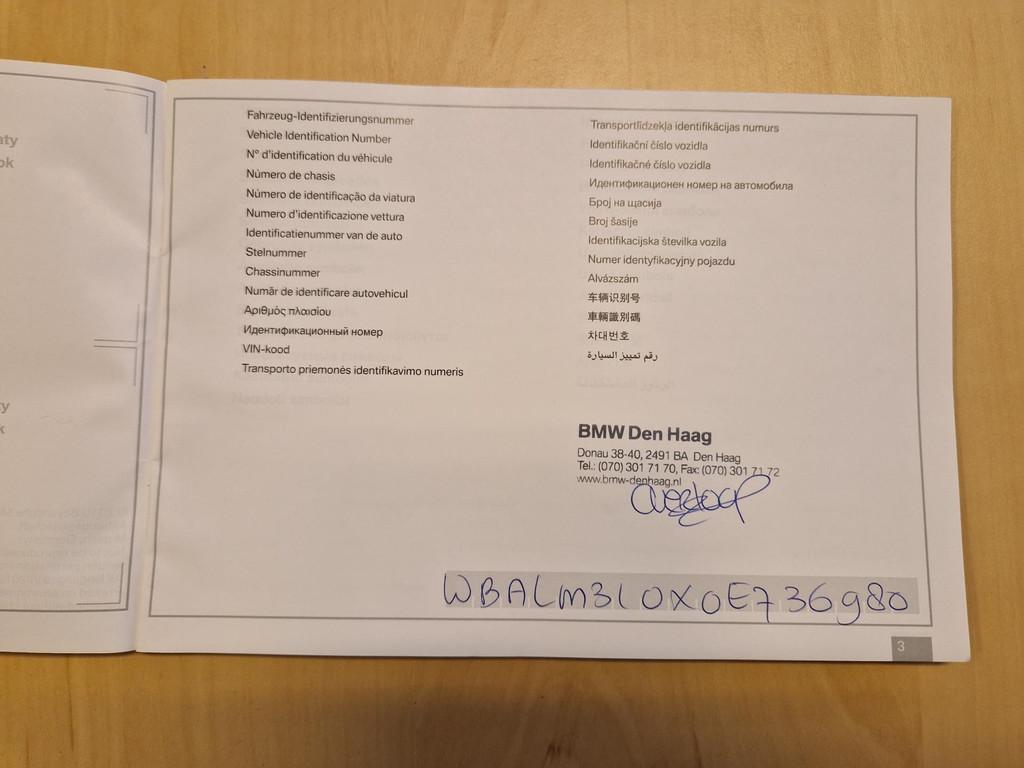 aty
ok
y
k
Fahrzeug-Identifizierungsnummer
Vehicle Identification Number
N° d'identification du véhicule
Número de chasis
Número de identificação da viatura
Numero d'identificazione vettura
Identificatienummer van de auto
Stelnummer
Chassinummer
Număr de identificare autovehicul
Αριθμός πλαισίου
Идентификационный номер
VIN-kood
Transporto priemonės identifikavimo numeris
Transportlīdzekļa identifikācijas numurs
Identifikační číslo vozidla
Identifikačné číslo vozidla
Идентификационен номер на автомобила
Број на щасија
Broj šasije
Identifikacijska številka vozila
Numer identyfikacyjny pojazdu
Alvázszám
车辆识别号
車輛識別碼
차대번호
رقم تمييز السيارة
BMW Den Haag
Donau 38-40, 2491 BA Den Haag
Tel.: (070) 301 71 70, Fax: (070) 301 71 72
www.bmw-denhaag.nl
WBALM310X0E736980
3